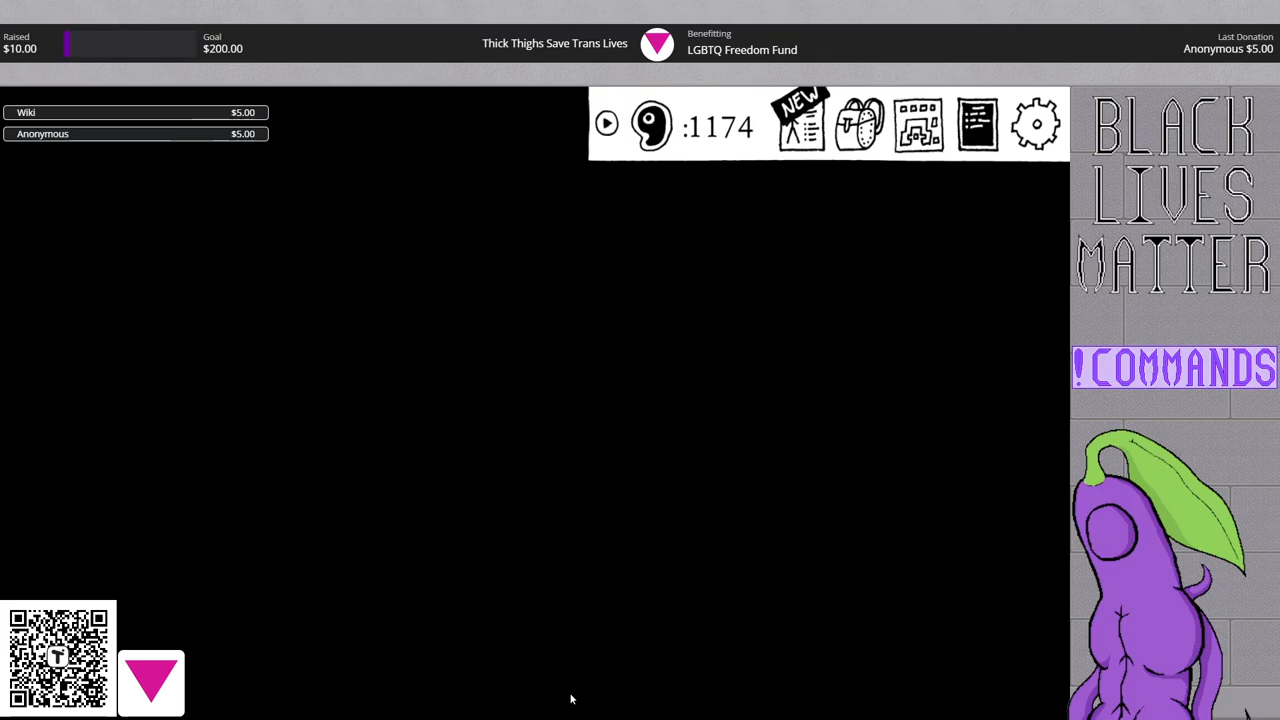 Raised
$10.00
Goal
$200.00
Thick Thighs Save Trans Lives
Benefitting
LGBTQ Freedom Fund
Last Donation
Anonymous $5.00
Wiki $5.00
Anonymous $5.00
:1174
NEW
BLACK
LIVES
MATTER
!COMMANDS
T